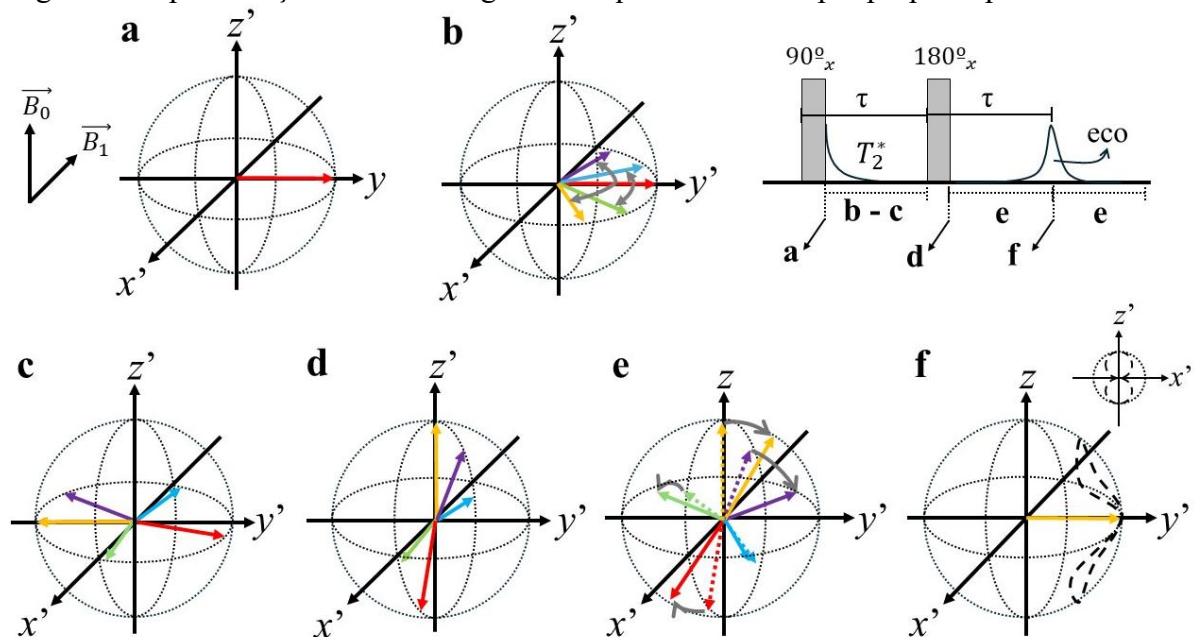 a
z'
y
x'
B₀
B₁
b
z'
y'
x'
90º_x
180º_x
τ
τ
T₂*
eco
b - c
e
e
a
d
f
c
z'
y'
x'
d
z'
y'
x'
e
z
y'
x'
f
z
y'
x'
z'
x'